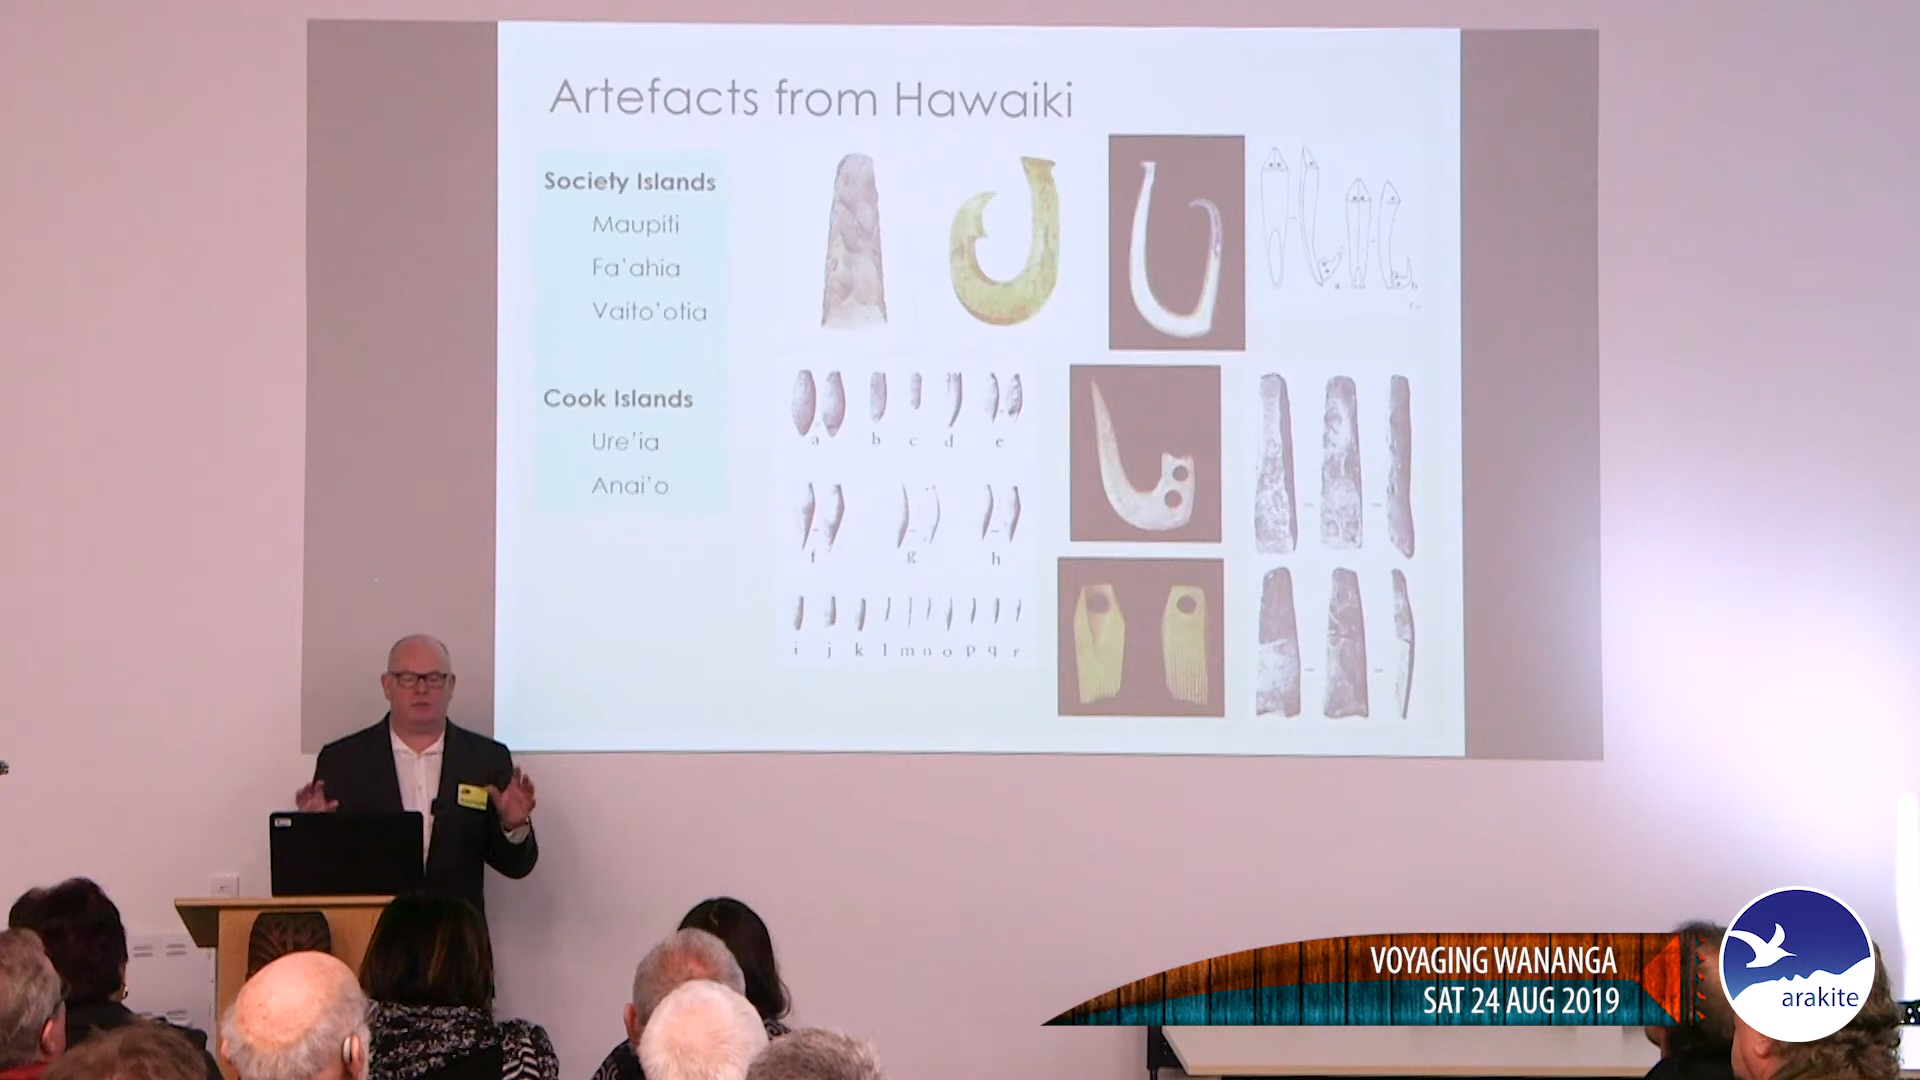 Artefacts from Hawaiki
Society Islands
Maupiti
Fa'ahia
Vaito'otia
Cook Islands
Ure'ia
Anai'o
a b c d e
f g h
i j k l m n o p q r
a b
VOYAGING WANANGA
SAT 24 AUG 2019
arakite